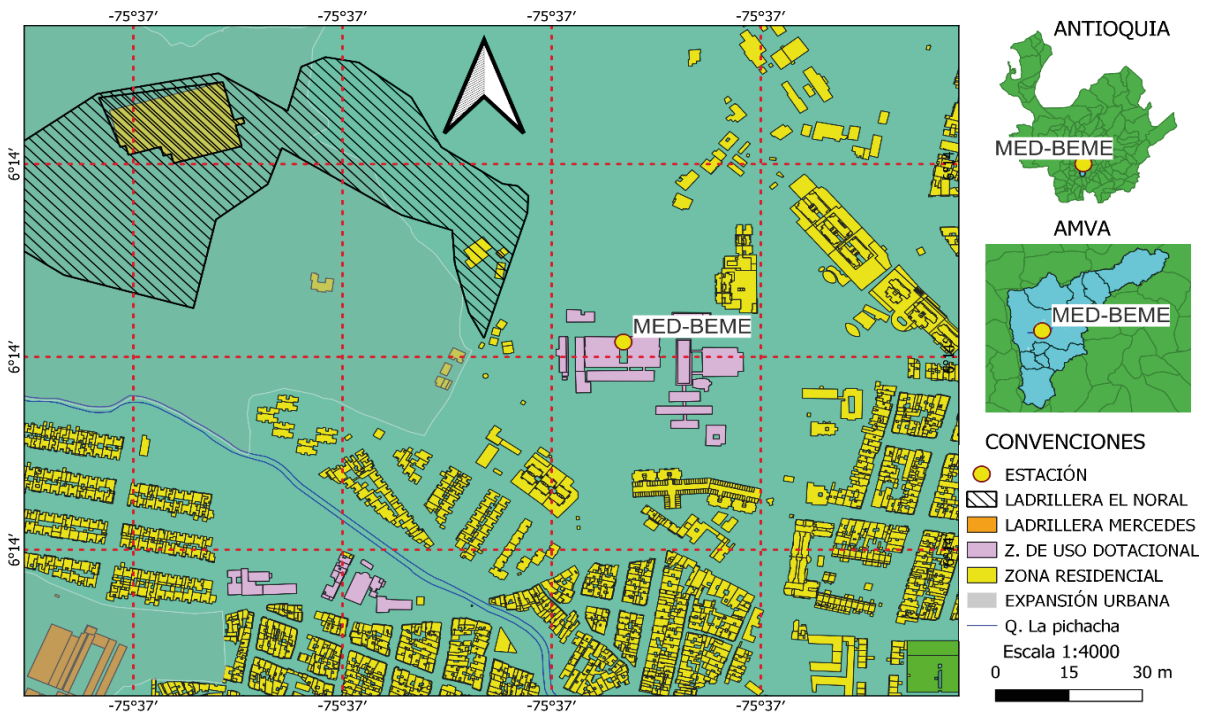 -75°37′ -75°37′ -75°37′ -75°37′
ANTIOQUIA
MED-BEME
6°14′
AMVA
MED-BEME
MED-BEME
6°14′
CONVENCIONES
ESTACIÓN
LADRILLERA EL NORAL
LADRILLERA MERCEDES
6°14′
Z. DE USO DOTACIONAL
ZONA RESIDENCIAL
EXPANSIÓN URBANA
Q. La pichacha
Escala 1:4000
0 15 30 m
-75°37′ -75°37′ -75°37′ -75°37′